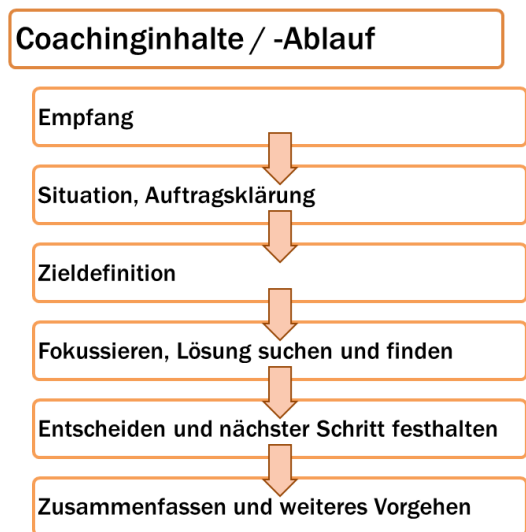 Coachinginhalte / -Ablauf
Empfang
Situation, Auftragsklärung
Zieldefinition
Fokussieren, Lösung suchen und finden
Entscheiden und nächster Schritt festhalten
Zusammenfassen und weiteres Vorgehen